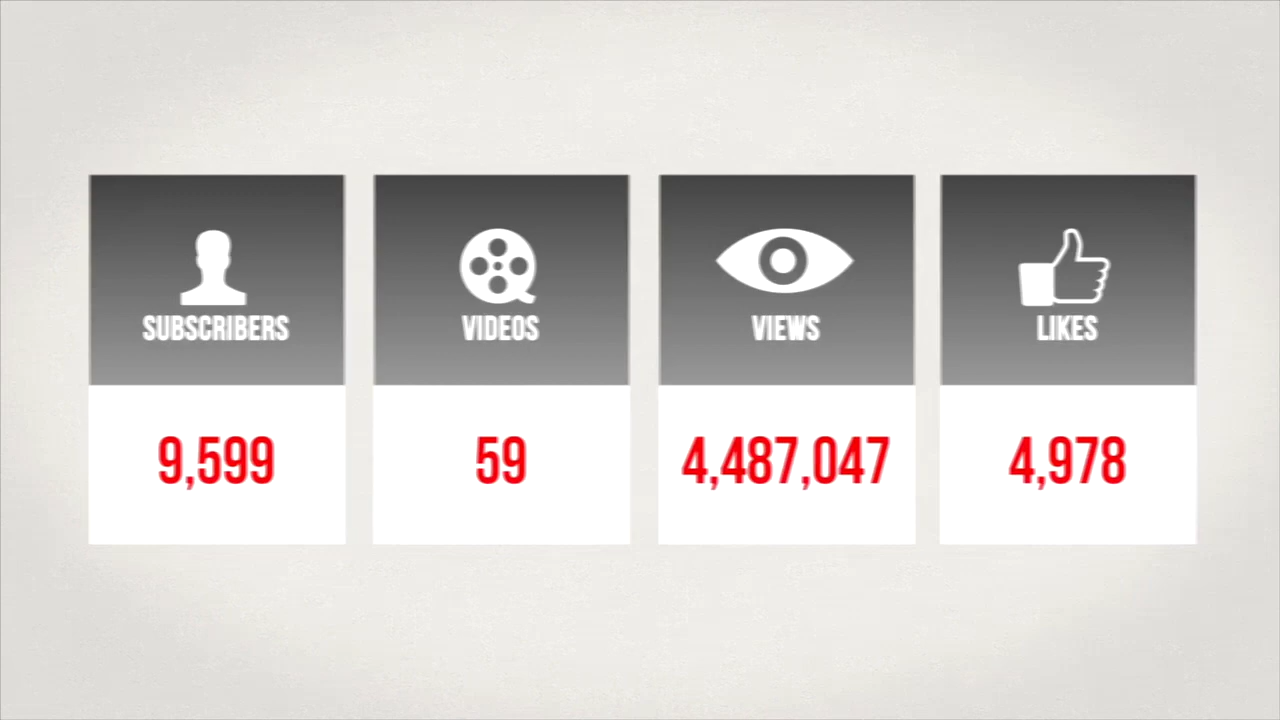 SUBSCRIBERS
9,599
VIDEOS
59
VIEWS
4,487,047
LIKES
4,978